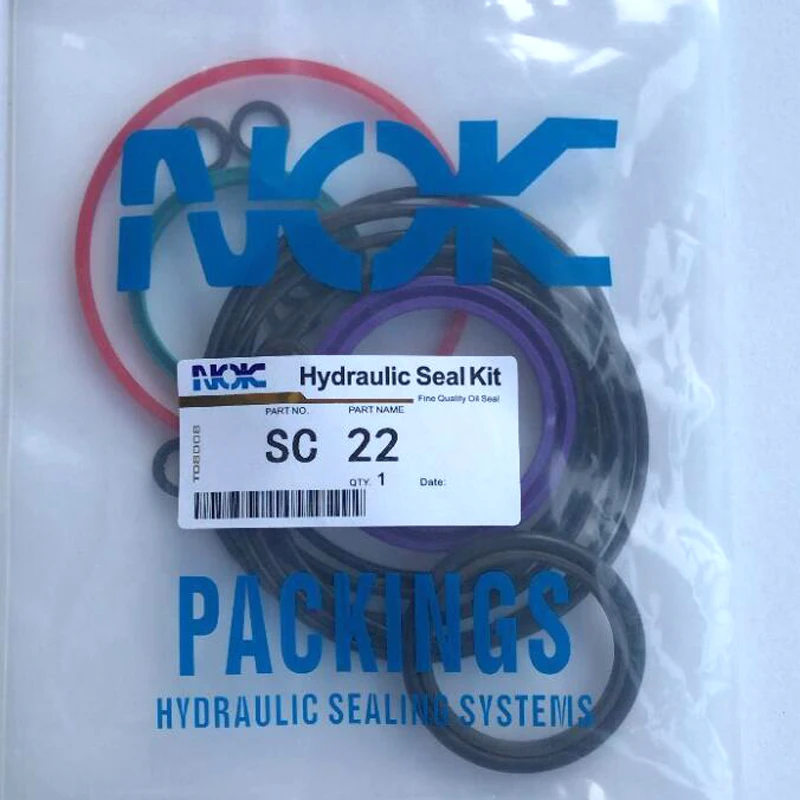 NOK
NOK Hydraulic Seal Kit
Fine Quality Oil Seal
PART NO. PART NAME
SC 22
QTY. 1 Date:
TO8008
PACKINGS
HYDRAULIC SEALING SYSTEMS